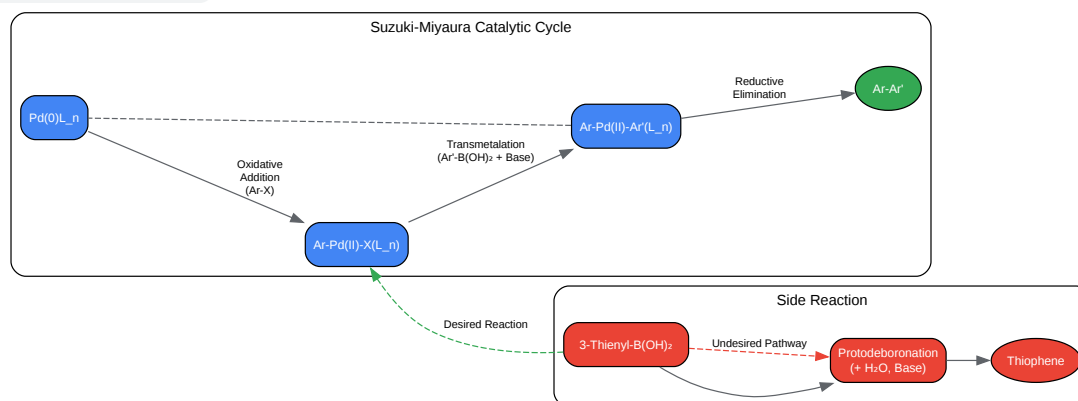 Suzuki-Miyaura Catalytic Cycle
Reductive
Elimination
Ar-Ar'
Pd(0)L_n
Ar-Pd(II)-Ar'(L_n)
Transmetalation
(Ar'-B(OH)₂ + Base)
Oxidative
Addition
(Ar-X)
Ar-Pd(II)-X(L_n)
Side Reaction
Desired Reaction
3-Thienyl-B(OH)₂
Undesired Pathway
Protodeboronation
(+ H₂O, Base)
Thiophene